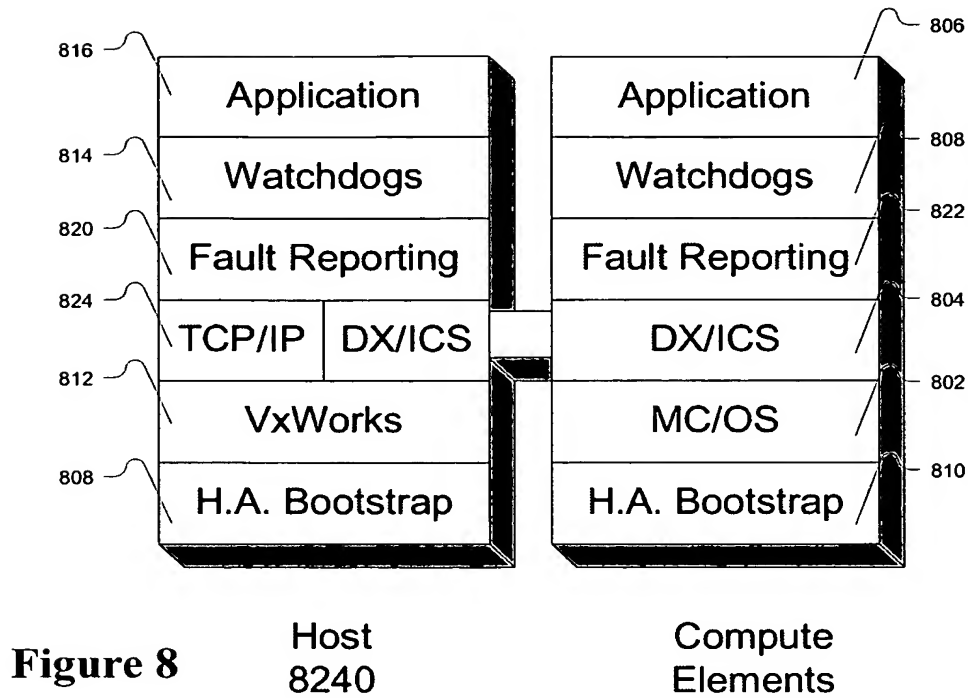 806
816
Application
Application
814
808
Watchdogs
Watchdogs
820
822
Fault Reporting
Fault Reporting
824
804
TCP/IP
DX/ICS
DX/ICS
812
802
VxWorks
MC/OS
808
810
H.A. Bootstrap
H.A. Bootstrap
Host
8240
Compute
Elements
Figure 8